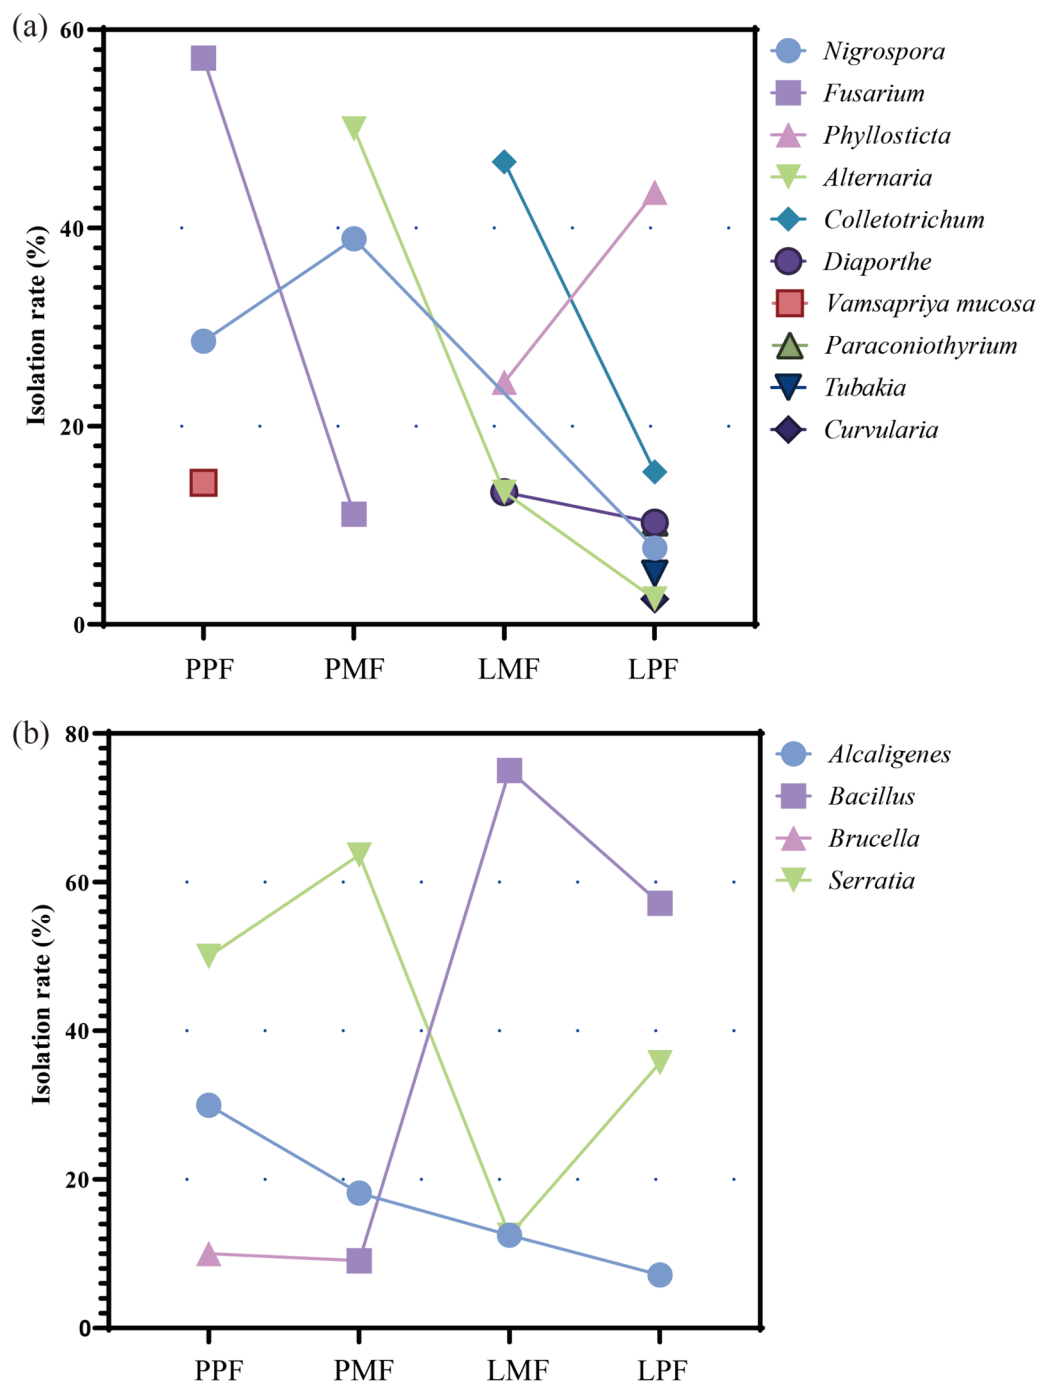 (a)
60
40
20
0
Isolation rate (%)
PPF PMF LMF LPF
Nigrospora
Fusarium
Phyllosticta
Alternaria
Colletotrichum
Diaporthe
Vamsapriya mucosa
Paraconiothyrium
Tubakia
Curvularia
(b)
80
60
40
20
0
Isolation rate (%)
PPF PMF LMF LPF
Alcaligenes
Bacillus
Brucella
Serratia